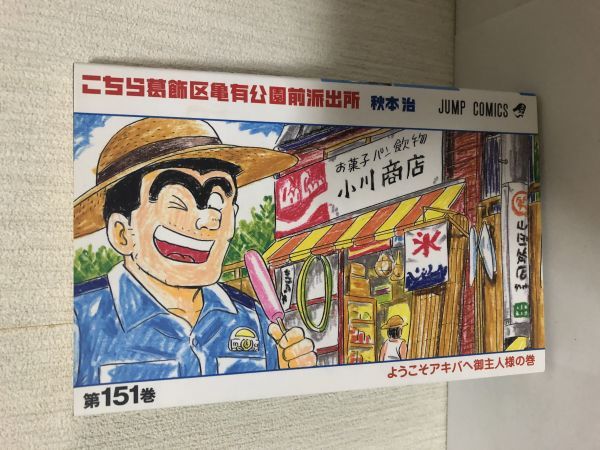 こちら葛飾区亀有公園前派出所 秋本治 JUMP COMICS
お菓子パン飲物
小川商店
氷
第151巻
ようこそアキバへ御主人様の巻